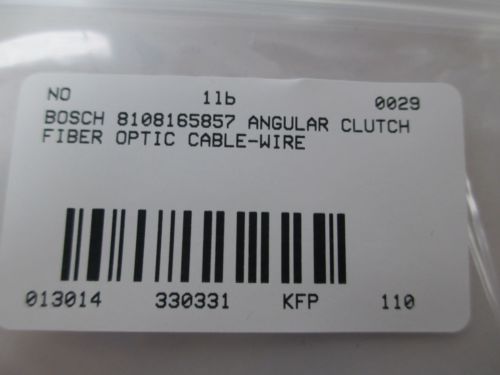 NO 1lb 0029
BOSCH 8108165857 ANGULAR CLUTCH
FIBER OPTIC CABLE-WIRE
013014 330331 KFP 110